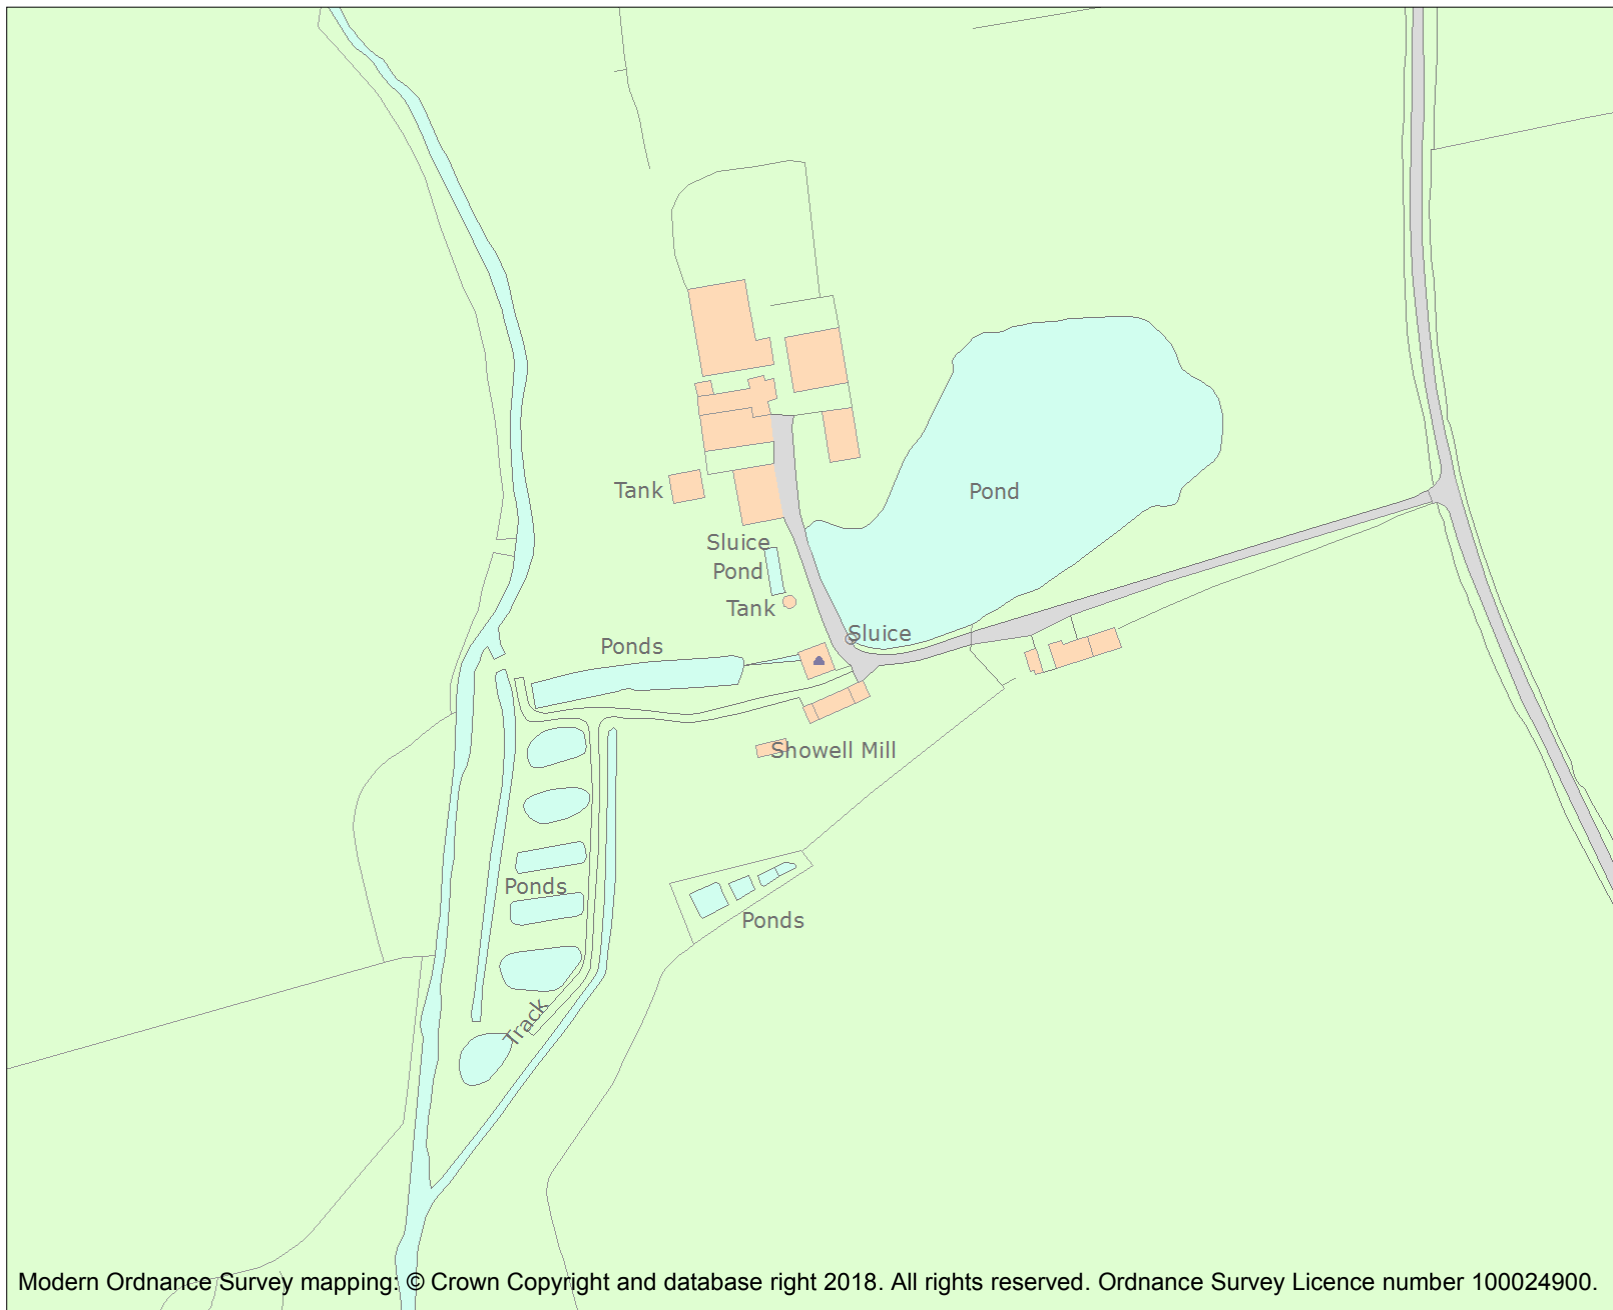 Pond
Tank
Sluice
Pond
Tank
Sluice
Ponds
Showell Mill
Ponds
Ponds
Track
Modern Ordnance Survey mapping: © Crown Copyright and database right 2018. All rights reserved. Ordnance Survey Licence number 100024900.